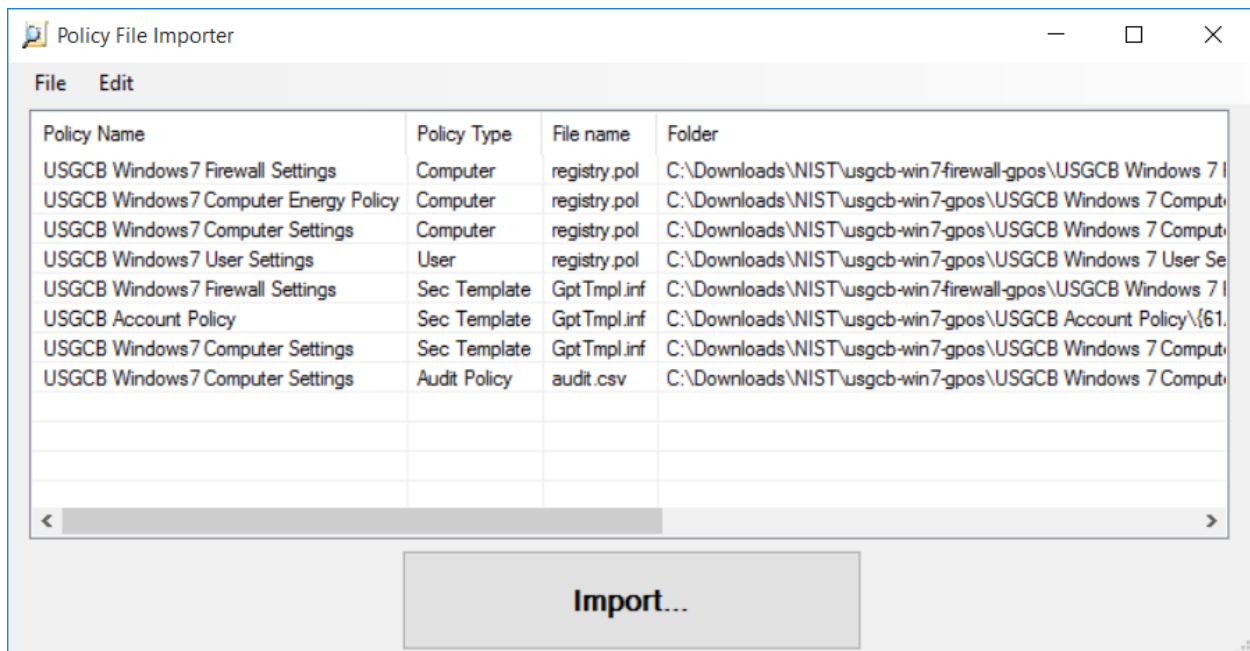 Policy File Importer
File Edit
Policy Name Policy Type File name Folder
USGCB Windows7 Firewall Settings Computer registry.pol C:\Downloads\NIST\usgcb-win7-firewall-gpos\USGCB Windows 7
USGCB Windows7 Computer Energy Policy Computer registry.pol C:\Downloads\NIST\usgcb-win7-gpos\USGCB Windows 7 Compute
USGCB Windows7 Computer Settings Computer registry.pol C:\Downloads\NIST\usgcb-win7-gpos\USGCB Windows 7 Compute
USGCB Windows7 User Settings User registry.pol C:\Downloads\NIST\usgcb-win7-gpos\USGCB Windows 7 User Se
USGCB Windows7 Firewall Settings Sec Template GptTmpl.inf C:\Downloads\NIST\usgcb-win7-firewall-gpos\USGCB Windows 7
USGCB Account Policy Sec Template GptTmpl.inf C:\Downloads\NIST\usgcb-win7-gpos\USGCB Account Policy\{61.
USGCB Windows7 Computer Settings Sec Template GptTmpl.inf C:\Downloads\NIST\usgcb-win7-gpos\USGCB Windows 7 Compute
USGCB Windows7 Computer Settings Audit Policy audit.csv C:\Downloads\NIST\usgcb-win7-gpos\USGCB Windows 7 Compute
Import...